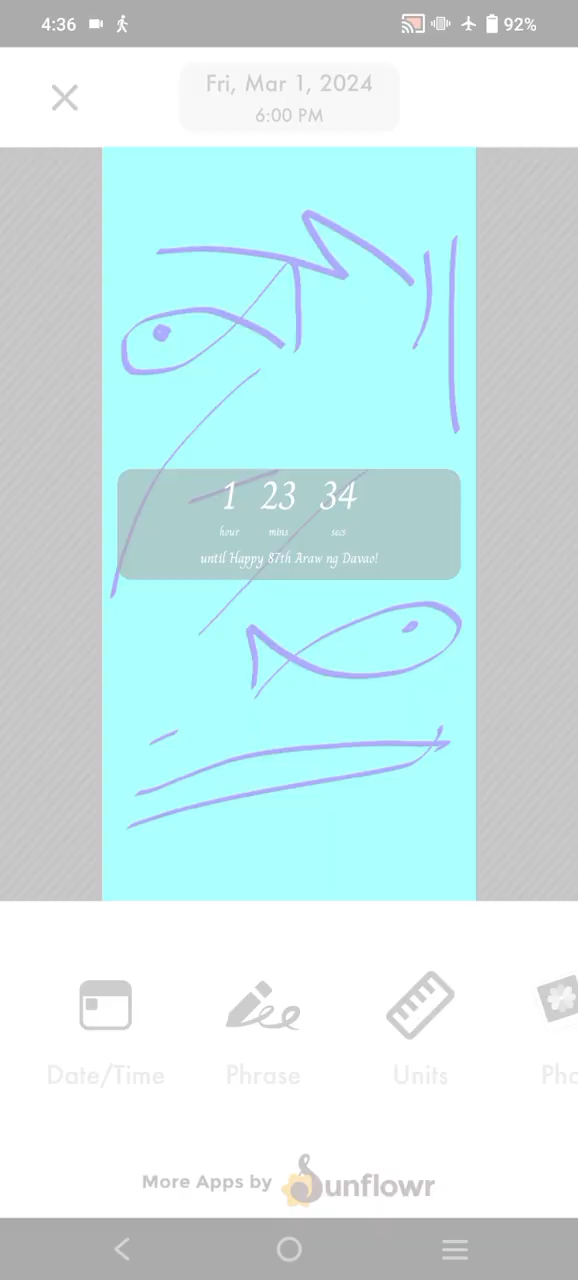 4:36 92%
Fri, Mar 1, 2024
6:00 PM
1 23 34
hour mins secs
until Happy 87th Araw ng Davao!
Date/Time Phrase Units Pho
More Apps by Sunflowr